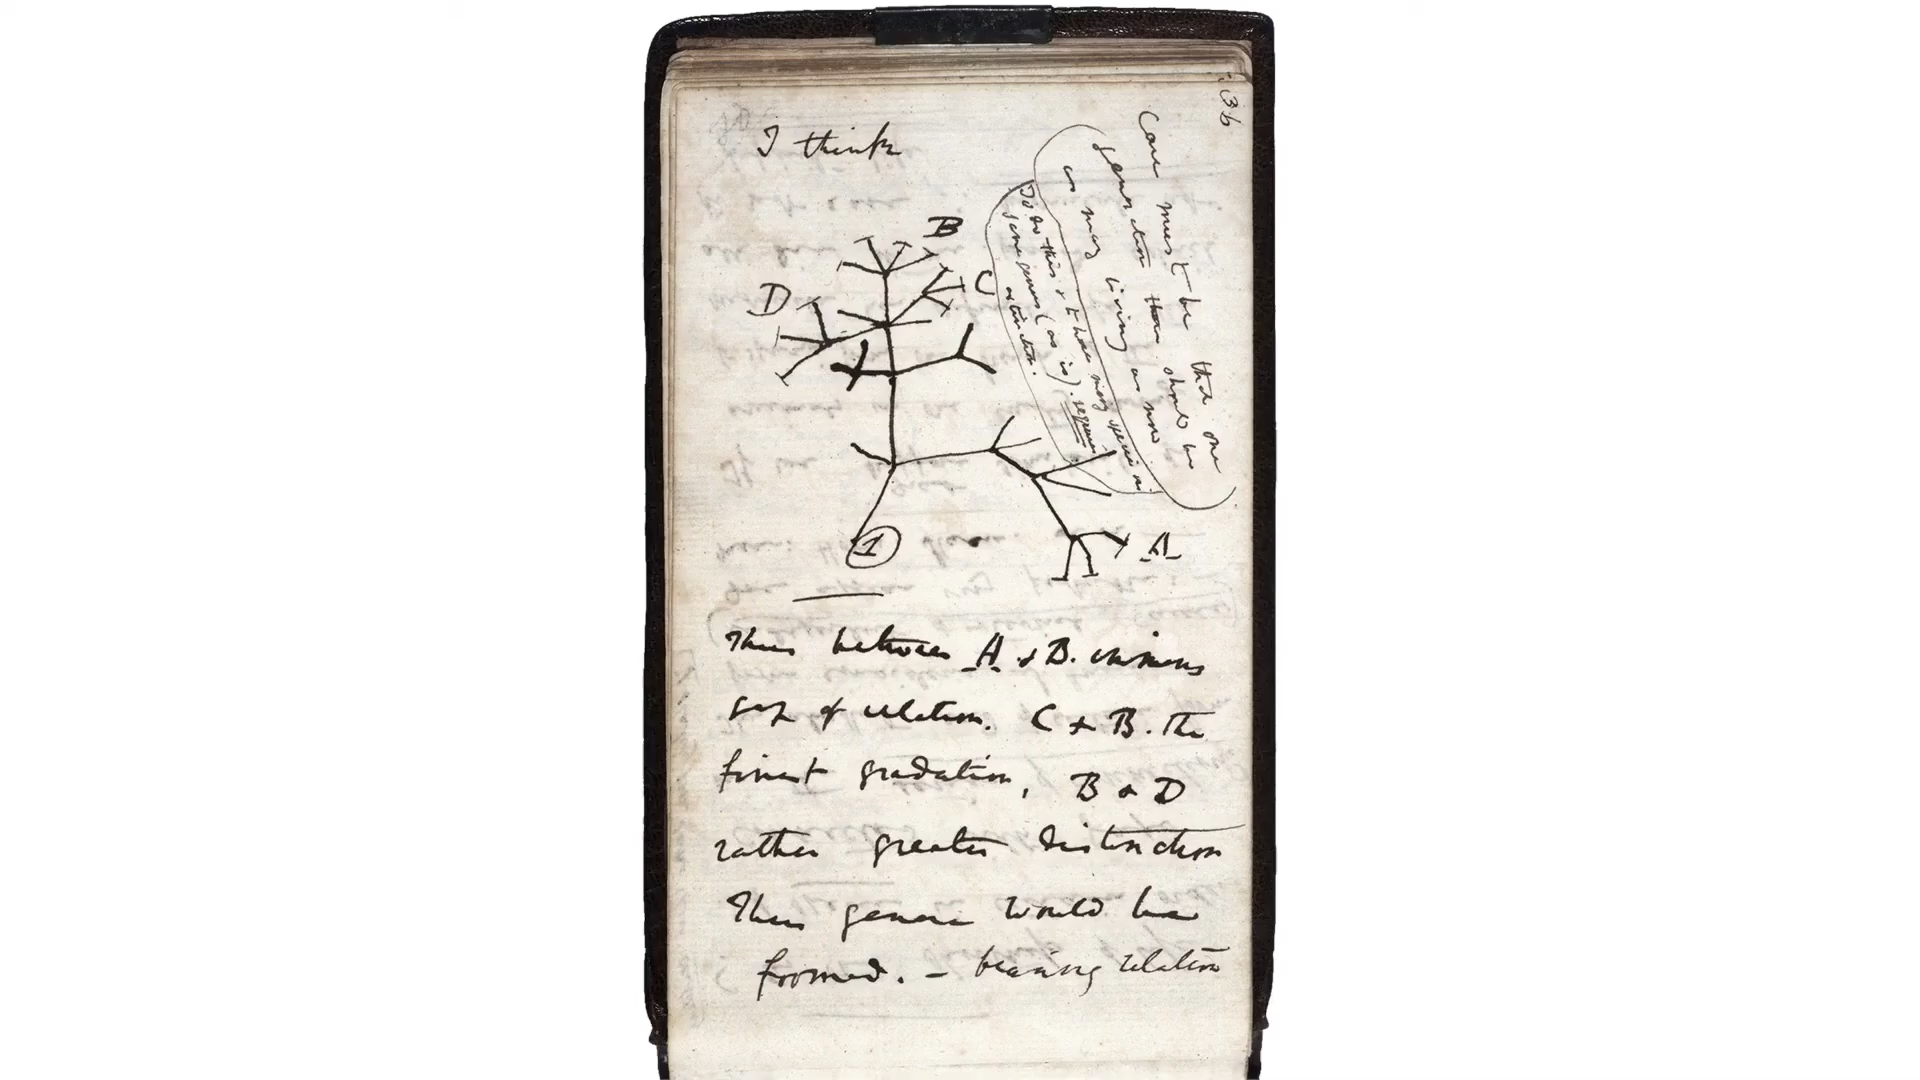 36
I think
Case must be that one
generation then should be
as many living as now
To do this & to have many species in
same genus (as is). requires
extinction.
B
C
D
1
A
Thus between A & B. immens
gap of relation. C & B. The
finest gradation, B & D
rather greater distinction
Thus genera would be
formed. — bearing relation